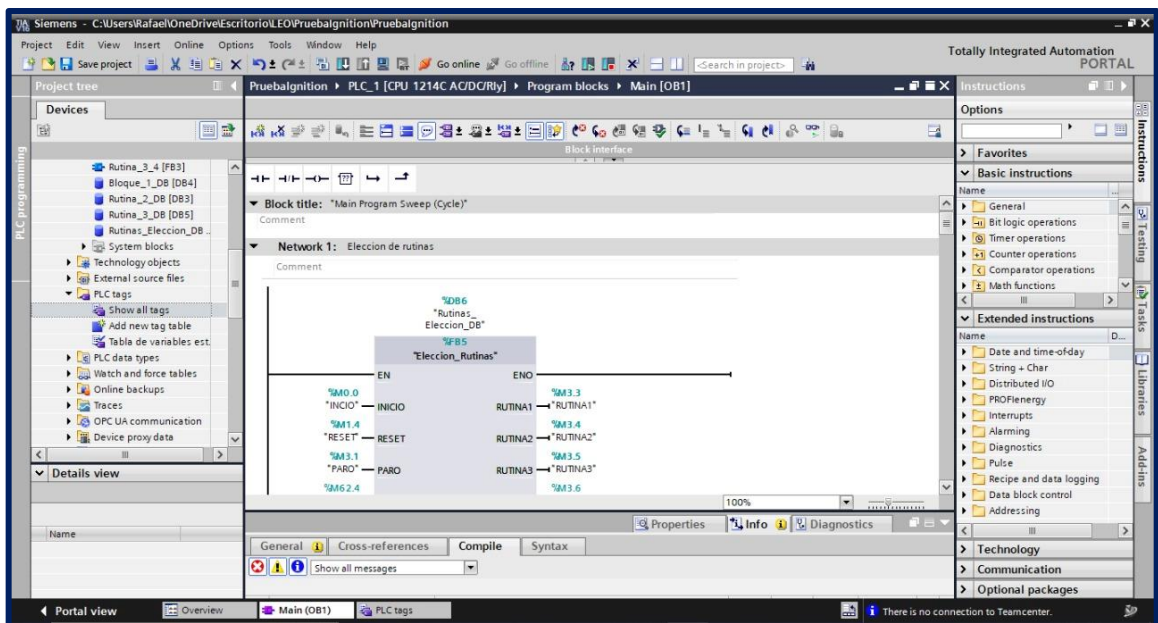 Siemens - C:\Users\Rafael\OneDrive\Escritorio\LEO\PruebaIgnition\PruebaIgnition
Project Edit View Insert Online Options Tools Window Help
Totally Integrated Automation
PORTAL
Save project
Go online
Go offline
<Search in project>
Project tree
PruebaIgnition PLC_1 [CPU 1214C AC/DC/Rly] Program blocks Main [OB1]
Instructions
Devices
Options
PLC programming
Block interface
Rutina_3_4 [FB3]
Bloque_1_DB [DB4]
Rutina_2_DB [DB3]
Rutina_3_DB [DB5]
Rutinas_Eleccion_DB ..
System blocks
Technology objects
External source files
PLC tags
Show all tags
Add new tag table
Tabla de variables est.
PLC data types
Watch and force tables
Online backups
Traces
OPC UA communication
Device proxy data
Details view
Name
Block title: "Main Program Sweep (Cycle)"
Comment
Network 1: Eleccion de rutinas
Comment
%DB6
"Rutinas_
Eleccion_DB"
%FB5
"Eleccion_Rutinas"
EN ENO
%M0.0 %M3.3
"INCIO" INICIO RUTINA1 "RUTINA1"
%M1.4 %M3.4
"RESET" RESET RUTINA2 "RUTINA2"
%M3.1 %M3.5
"PARO" PARO RUTINA3 "RUTINA3"
%M62.4 %M3.6
100%
Properties Info Diagnostics
General Cross-references Compile Syntax
Show all messages
Favorites
Basic instructions
Name ...
General
Bit logic operations
Timer operations
Counter operations
Comparator operations
Math functions
Extended instructions
Name D...
Date and time-of-day
String + Char
Distributed I/O
PROFIenergy
Interrupts
Alarming
Diagnostics
Pulse
Recipe and data logging
Data block control
Addressing
Technology
Communication
Optional packages
Instructions
Testing
Tasks
Libraries
Add-ins
Portal view Overview Main (OB1) PLC tags There is no connection to Teamcenter.